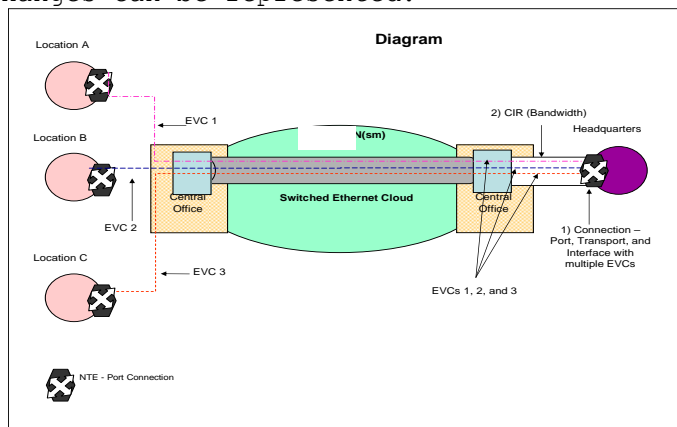 Diagram
Location A
EVC 1
2) CIR (Bandwidth)
Headquarters
N(sm)
Location B
Central
Office
Switched Ethernet Cloud
Central
Office
EVC 2
1) Connection –
Port, Transport, and
Interface with
multiple EVCs
Location C
EVC 3
EVCs 1, 2, and 3
NTE - Port Connection